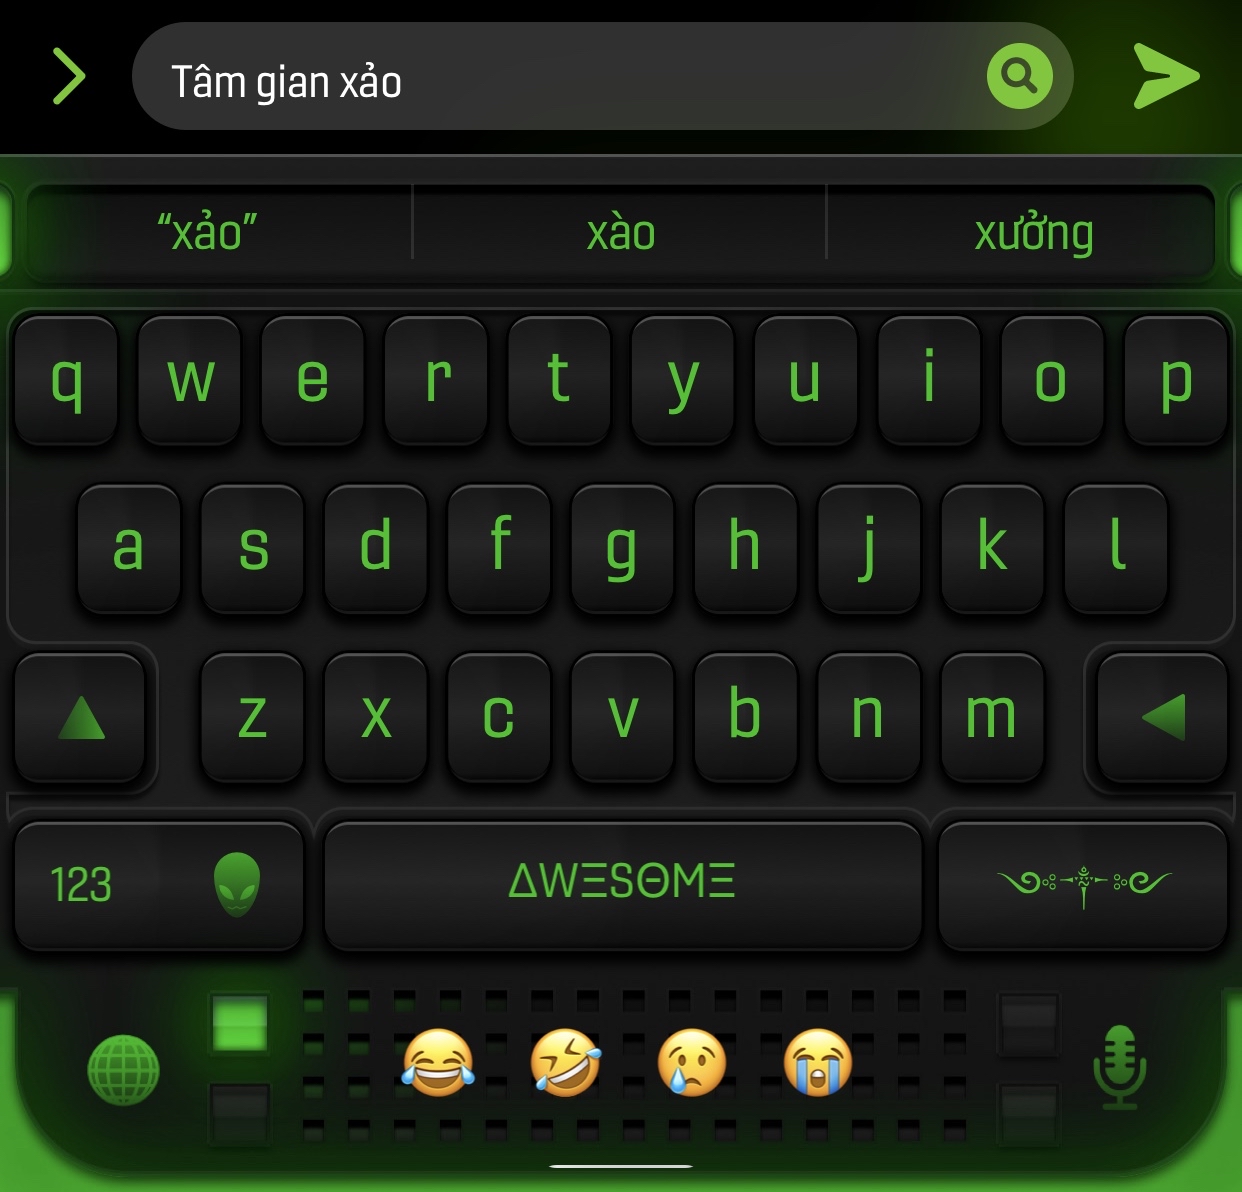 Tâm gian xảo
“xảo” xào xưởng
q w e r t y u i o p
a s d f g h j k l
z x c v b n m
123 ΔWΞSΘMΞ